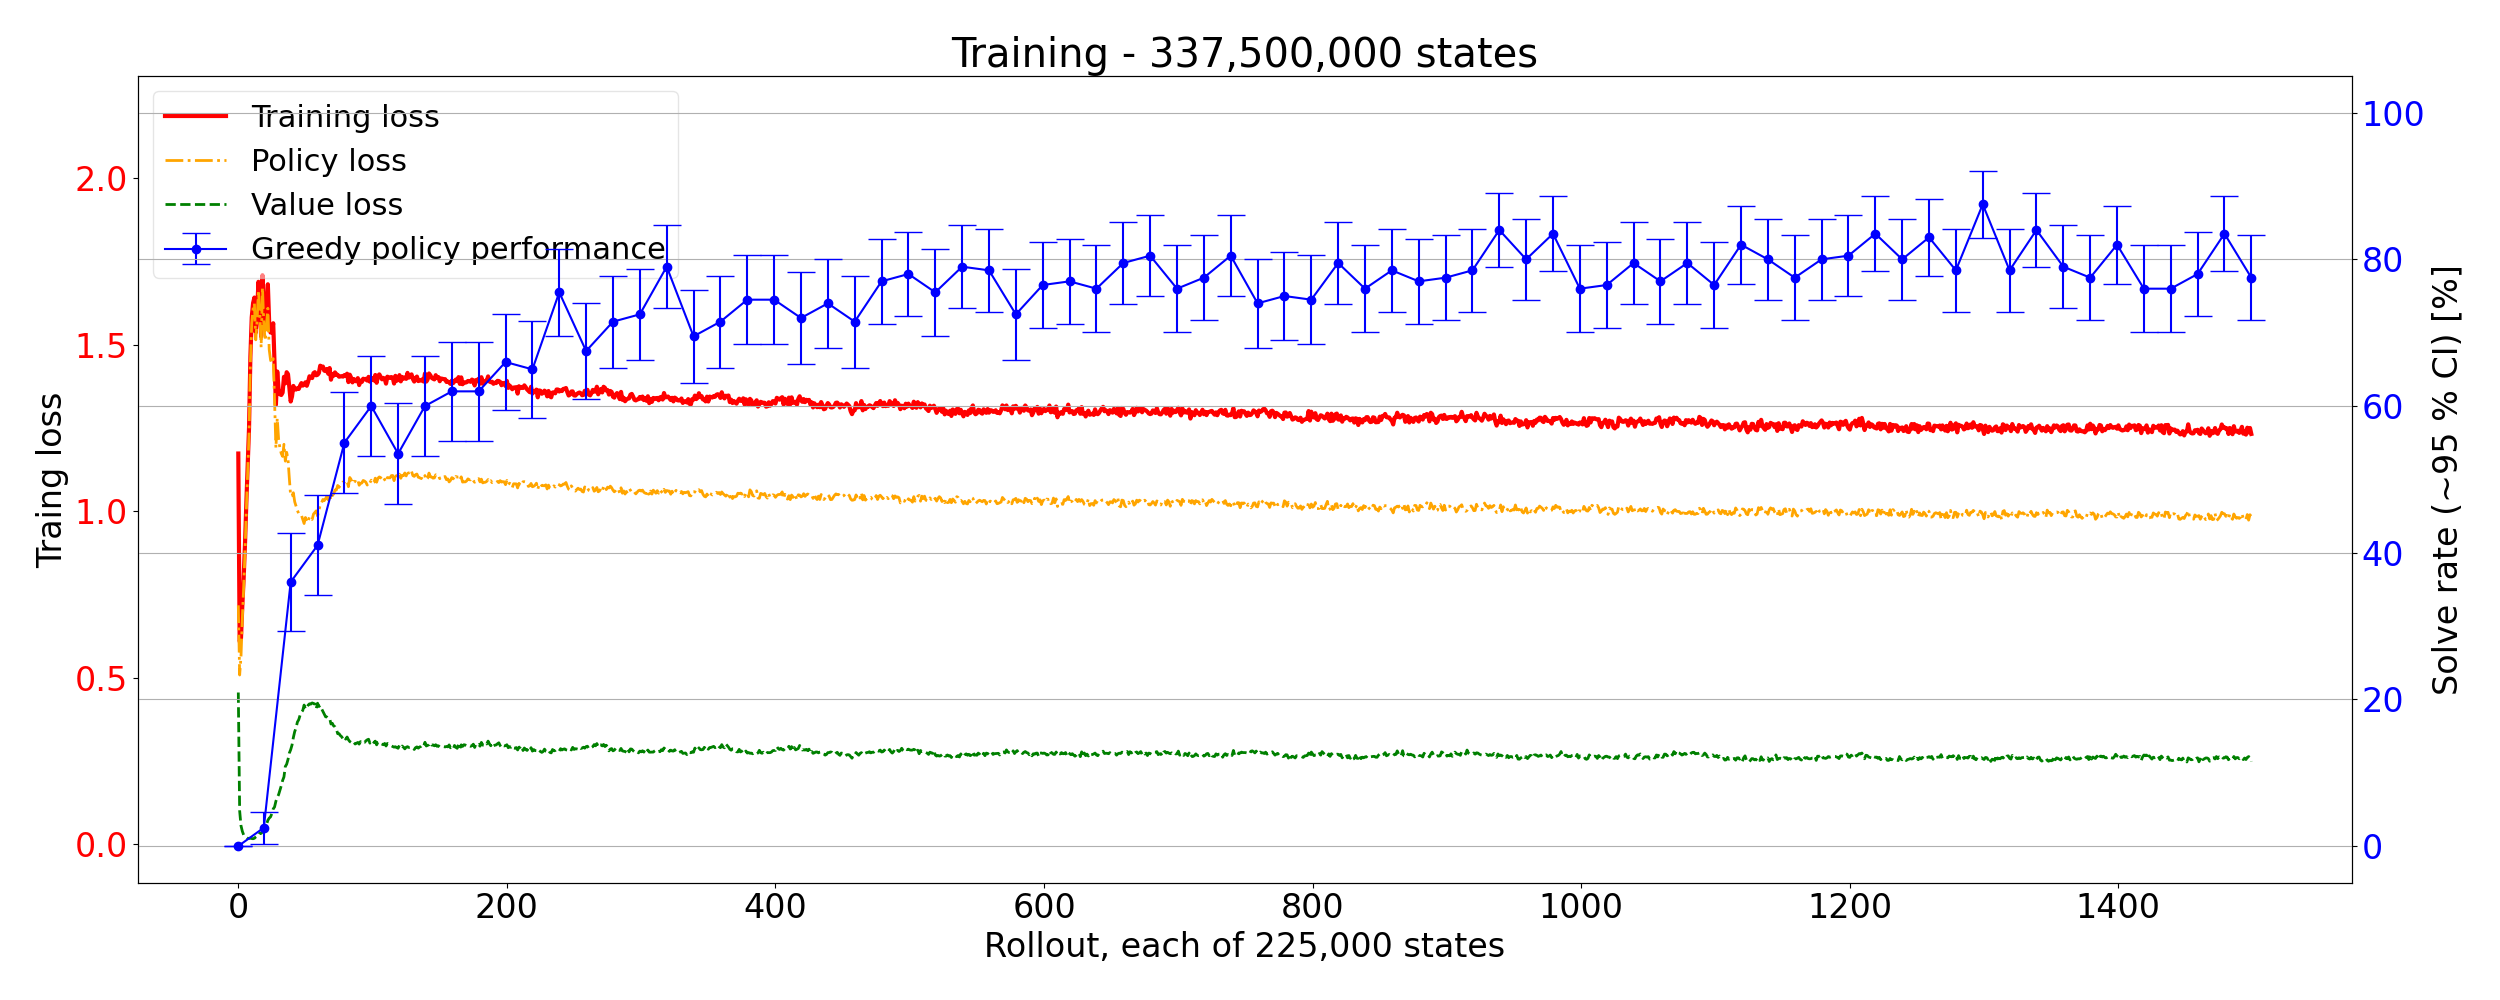 Training - 337,500,000 states
Training loss
Policy loss
Value loss
Greedy policy performance
2.0
1.5
1.0
0.5
0.0
Traing loss
100
80
60
40
20
0
Solve rate (~95 % CI) [%]
0 200 400 600 800 1000 1200 1400
Rollout, each of 225,000 states